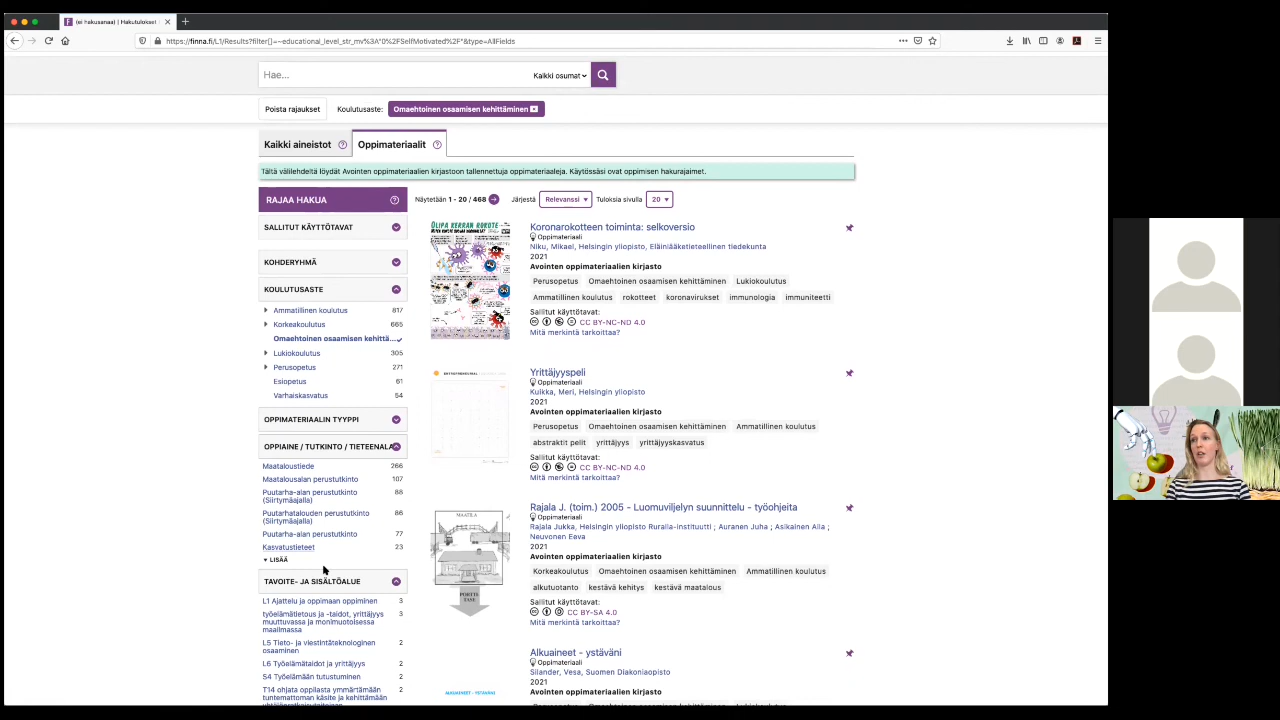 (ei hakusanaa) | Hakutulokset
https://finna.fi/L1/Results?filter[]=~educational_level_str_mv%3A"0%2FSelfMotivated%2F"&type=AllFields
Hae...
Kaikki osumat
Poista rajaukset
Koulutusaste:
Omaehtoinen osaamisen kehittäminen
Kaikki aineistot
Oppimateriaalit
Tältä välilehdeltä löydät Avointen oppimateriaalien kirjastoon tallennettuja oppimateriaaleja. Käytössäsi ovat oppimisen hakurajaimet.
RAJAA HAKUA
SALLITUT KÄYTTÖTAVAT
KOHDERYHMÄ
KOULUTUSASTE
Ammatillinen koulutus 817
Korkeakoulutus 665
Omaehtoinen osaamisen kehittä...
Lukiokoulutus 305
Perusopetus 271
Esiopetus 61
Varhaiskasvatus 54
OPPIMATERIAALIN TYYPPI
OPPIAINE / TUTKINTO / TIETEENALA
Maataloustiede 266
Maatalousalan perustutkinto 107
Puutarha-alan perustutkinto 88
(Siirtymäajalla)
Puutarhatalouden perustutkinto 86
(Siirtymäajalla)
Puutarha-alan perustutkinto 77
Kasvatustieteet 23
LISÄÄ
TAVOITE- JA SISÄLTÖALUE
L1 Ajattelu ja oppimaan oppiminen 3
työelämätietous ja -taidot, yrittäjyys 3
muuttuvassa ja monimuotoisessa
maailmassa
L5 Tieto- ja viestintäteknologinen 2
osaaminen
L6 Työelämätaidot ja yrittäjyys 2
S4 Työelämään tutustuminen 2
T14 ohjata oppilasta ymmärtämään 2
tuntemattoman käsite ja kehittämään
Näytetään 1 - 20 / 468
Järjestä
Relevanssi
Tuloksia sivulla
20
OLIPA KERRAN ROKOTE
Koronarokotteen toiminta: selkoversio
Oppimateriaali
Niku, Mikael, Helsingin yliopisto, Eläinlääketieteellinen tiedekunta
2021
Avointen oppimateriaalien kirjasto
Perusopetus Omaehtoinen osaamisen kehittäminen Lukiokoulutus
Ammatillinen koulutus rokotteet koronavirukset immunologia immuniteetti
Sallitut käyttötavat:
CC BY-NC-ND 4.0
Mitä merkintä tarkoittaa?
Yrittäjyyspeli
Oppimateriaali
Kuikka, Meri, Helsingin yliopisto
2021
Avointen oppimateriaalien kirjasto
Perusopetus Omaehtoinen osaamisen kehittäminen Ammatillinen koulutus
abstraktit pelit yrittäjyys yrittäjyyskasvatus
Sallitut käyttötavat:
CC BY-NC-ND 4.0
Mitä merkintä tarkoittaa?
MAATILA
PORTTI
TASE
Rajala J. (toim.) 2005 - Luomuviljelyn suunnittelu - työohjeita
Oppimateriaali
Rajala Jukka, Helsingin yliopisto Ruralia-instituutti ; Auranen Juha ; Asikainen Aila ;
Neuvonen Eeva
2021
Avointen oppimateriaalien kirjasto
Korkeakoulutus Omaehtoinen osaamisen kehittäminen Ammatillinen koulutus
alkutuotanto kestävä kehitys kestävä maatalous
Sallitut käyttötavat:
CC BY-SA 4.0
Mitä merkintä tarkoittaa?
ALKUAINEET - YSTÄVÄNI
Alkuaineet - ystäväni
Oppimateriaali
Silander, Vesa, Suomen Diakoniaopisto
2021
Avointen oppimateriaalien kirjasto